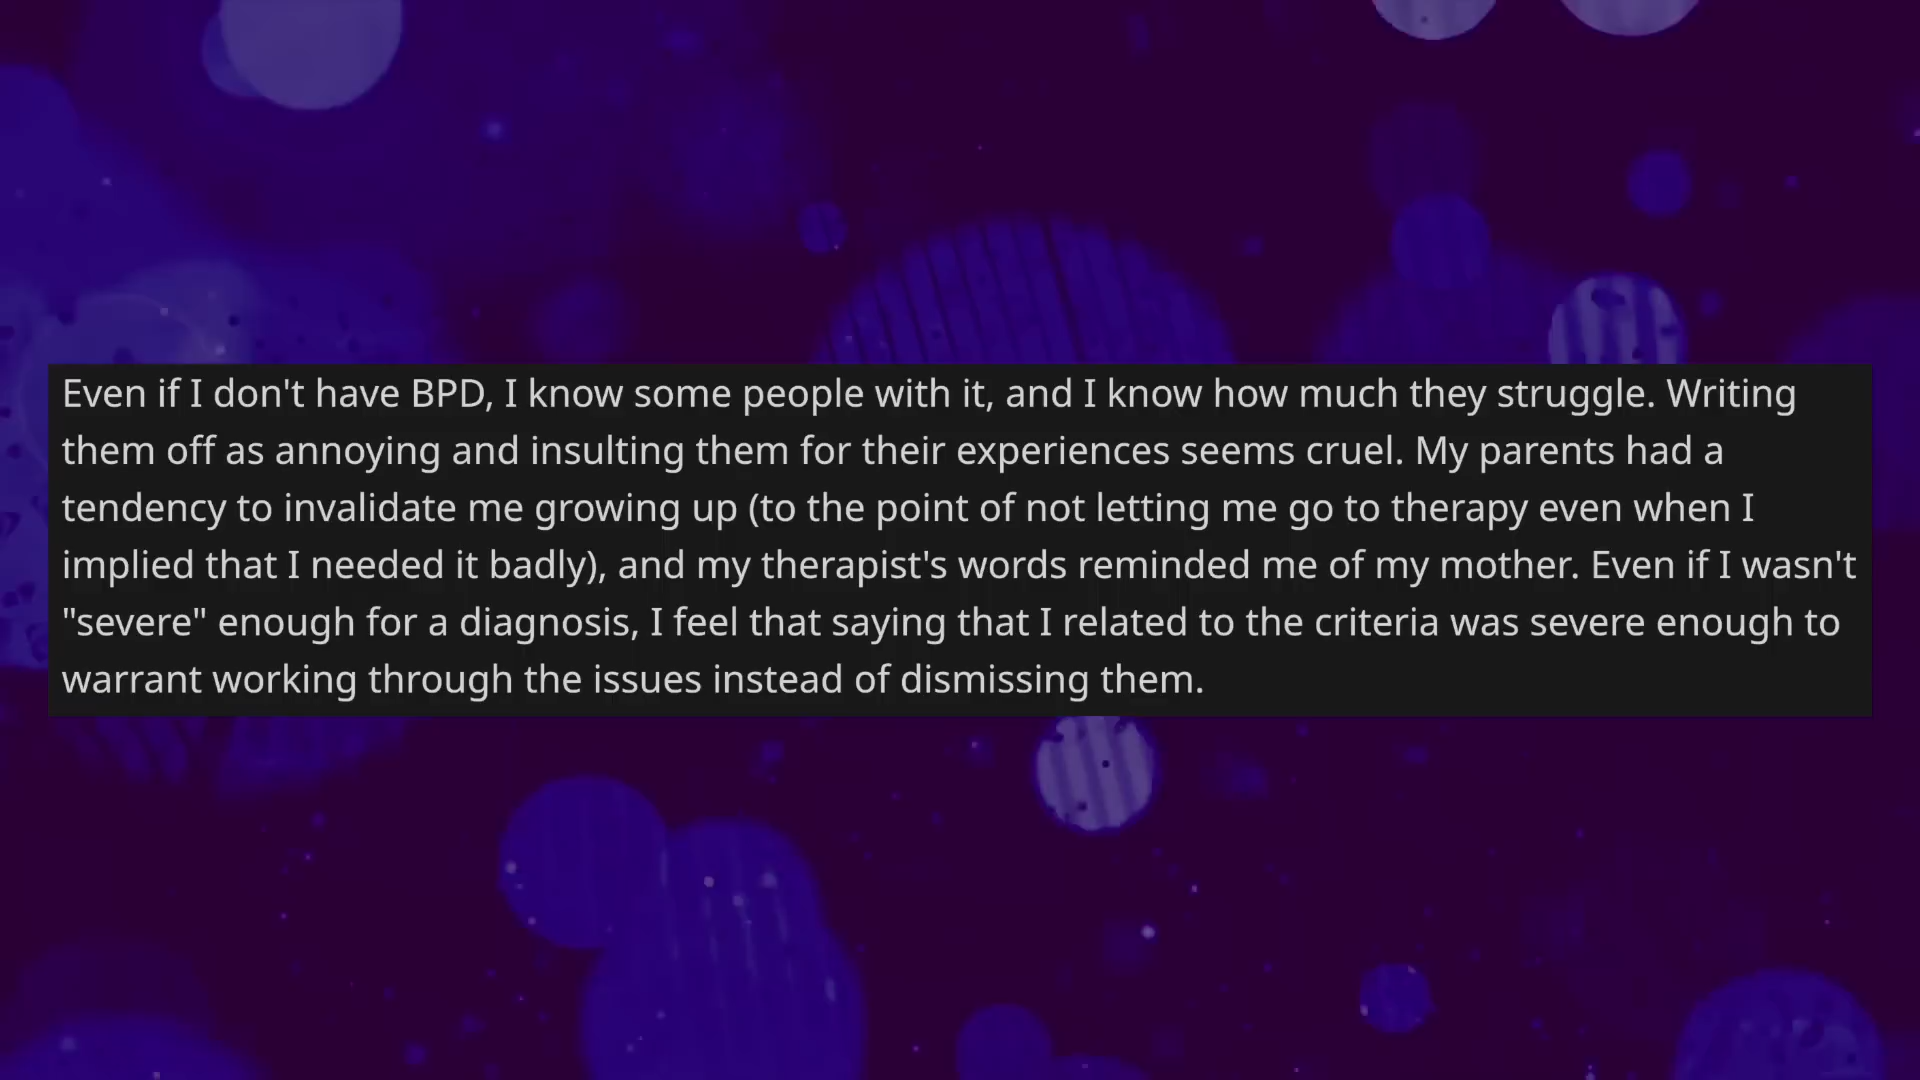 Even if I don't have BPD, I know some people with it, and I know how much they struggle. Writing
them off as annoying and insulting them for their experiences seems cruel. My parents had a
tendency to invalidate me growing up (to the point of not letting me go to therapy even when I
implied that I needed it badly), and my therapist's words reminded me of my mother. Even if I wasn't
"severe" enough for a diagnosis, I feel that saying that I related to the criteria was severe enough to
warrant working through the issues instead of dismissing them.